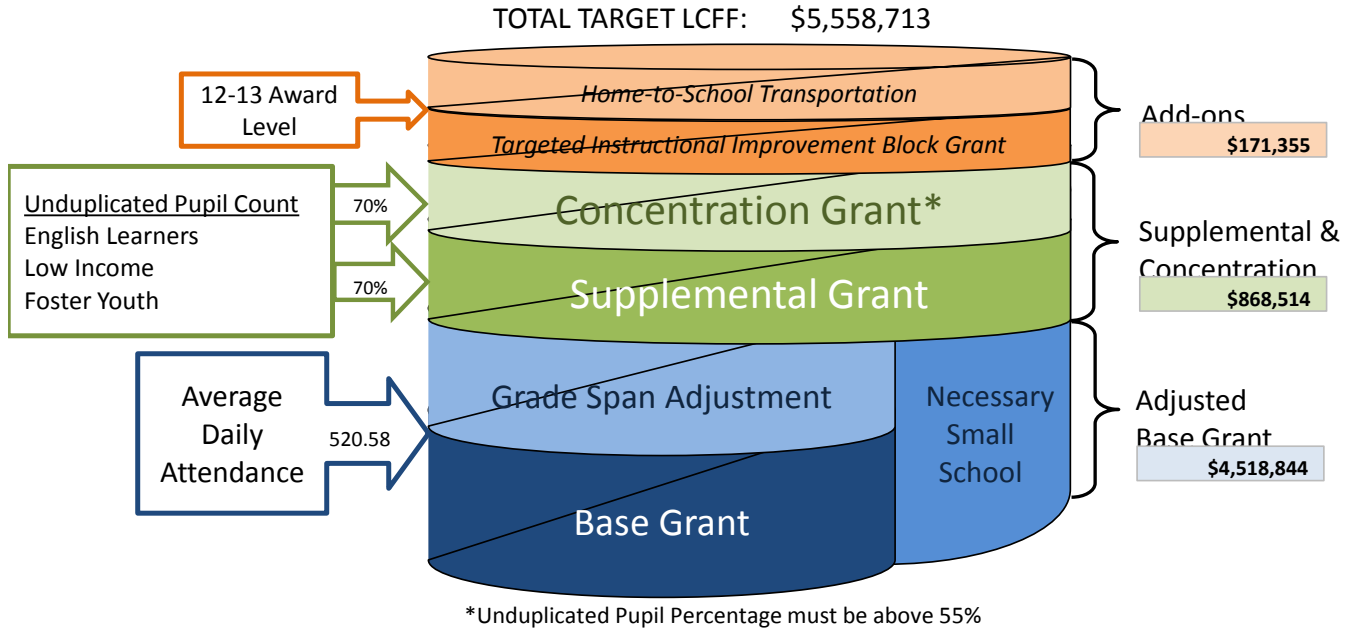 TOTAL TARGET LCFF: $5,558,713
12-13 Award
Level
Home-to-School Transportation
Targeted Instructional Improvement Block Grant
Add-ons
$171,355
Unduplicated Pupil Count
English Learners
Low Income
Foster Youth
70%
70%
Concentration Grant*
Supplemental Grant
Supplemental &
Concentration
$868,514
Average
Daily
Attendance
520.58
Grade Span Adjustment
Base Grant
Necessary
Small
School
Adjusted
Base Grant
$4,518,844
*Unduplicated Pupil Percentage must be above 55%